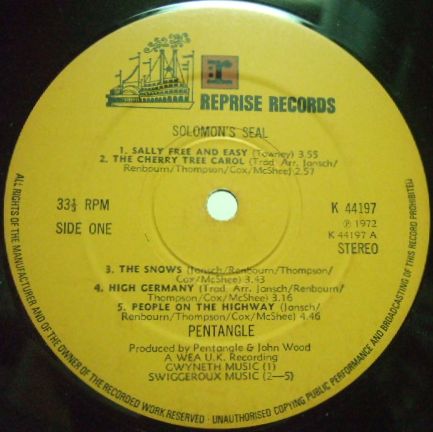 r
REPRISE RECORDS
SOLOMON'S SEAL
1. SALLY FREE AND EASY (Tawney) 3.55
2. THE CHERRY TREE CAROL (Trad. Arr. Jansch/
Renbourn/Thompson/Cox/McShee) 2.57
33⅓ RPM
SIDE ONE
K 44197
℗ 1972
K 44197 A
STEREO
3. THE SNOWS (Jansch/Renbourn/Thompson/
Cox/McShee) 3.43
4. HIGH GERMANY (Trad. Arr. Jansch/Renbourn/
Thompson/Cox/McShee) 3.16
5. PEOPLE ON THE HIGHWAY (Jansch/
Renbourn/Thompson/Cox/McShee) 4.46
PENTANGLE
Produced by Pentangle & John Wood
A WEA U.K. Recording
GWYNETH MUSIC (1)
SWIGGEROUX MUSIC (2–5)
ALL RIGHTS OF THE MANUFACTURER AND OF THE OWNER OF THE RECORDED WORK RESERVED · UNAUTHORISED COPYING PUBLIC PERFORMANCE AND BROADCASTING OF THIS RECORD PROHIBITED